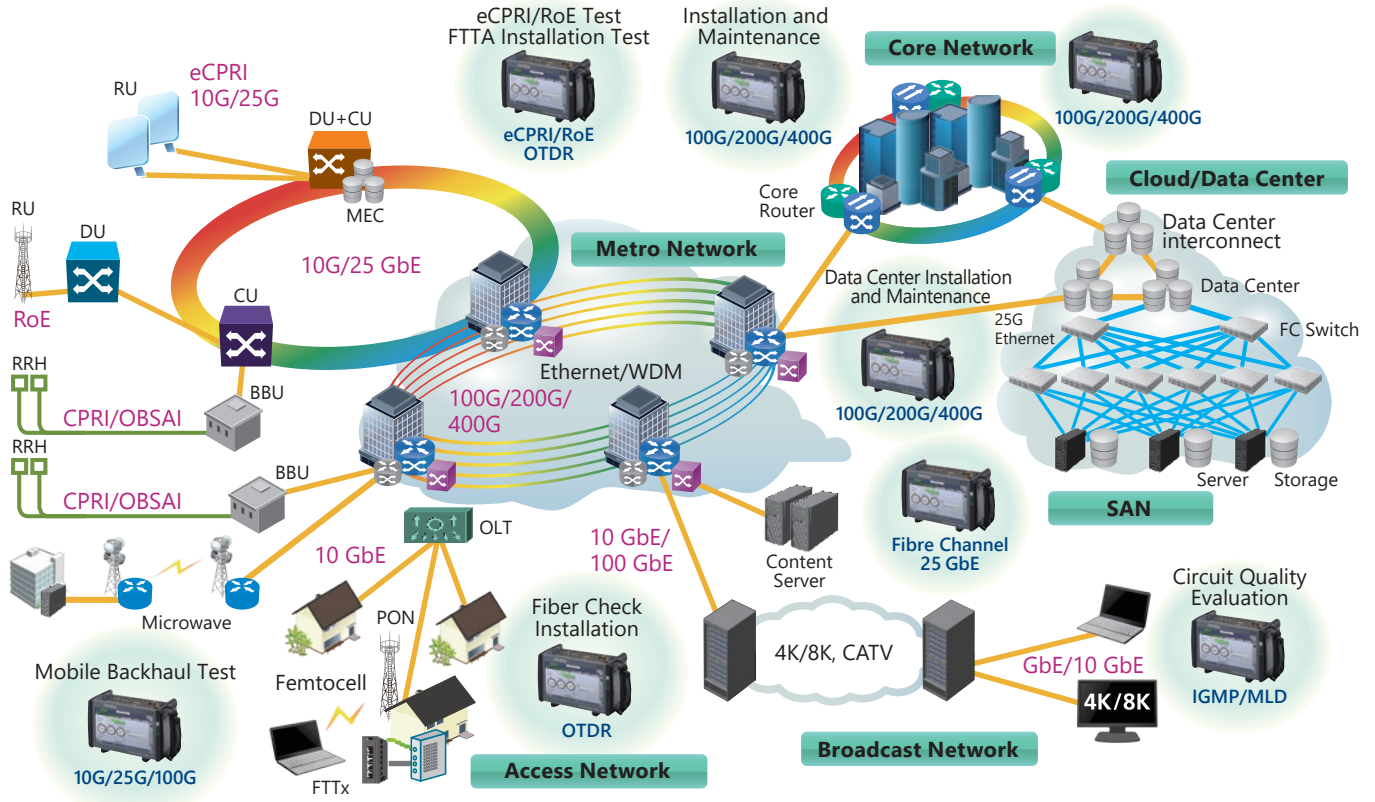 eCPRI/RoE Test
FTTA Installation Test
eCPRI/RoE
OTDR
Installation and
Maintenance
100G/200G/400G
Core Network
100G/200G/400G
RU
eCPRI
10G/25G
DU+CU
MEC
Core
Router
Cloud/Data Center
RU
DU
RoE
10G/25 GbE
CU
Metro Network
Data Center
interconnect
Data Center Installation
and Maintenance
100G/200G/400G
Data Center
25G
Ethernet
FC Switch
Ethernet/WDM
100G/200G/
400G
RRH
CPRI/OBSAI
BBU
RRH
CPRI/OBSAI
BBU
Server
Storage
SAN
Fibre Channel
25 GbE
OLT
10 GbE
10 GbE/
100 GbE
Content
Server
Microwave
PON
Fiber Check
Installation
OTDR
4K/8K, CATV
Circuit Quality
Evaluation
GbE/10 GbE
IGMP/MLD
4K/8K
Mobile Backhaul Test
10G/25G/100G
Femtocell
FTTx
Access Network
Broadcast Network